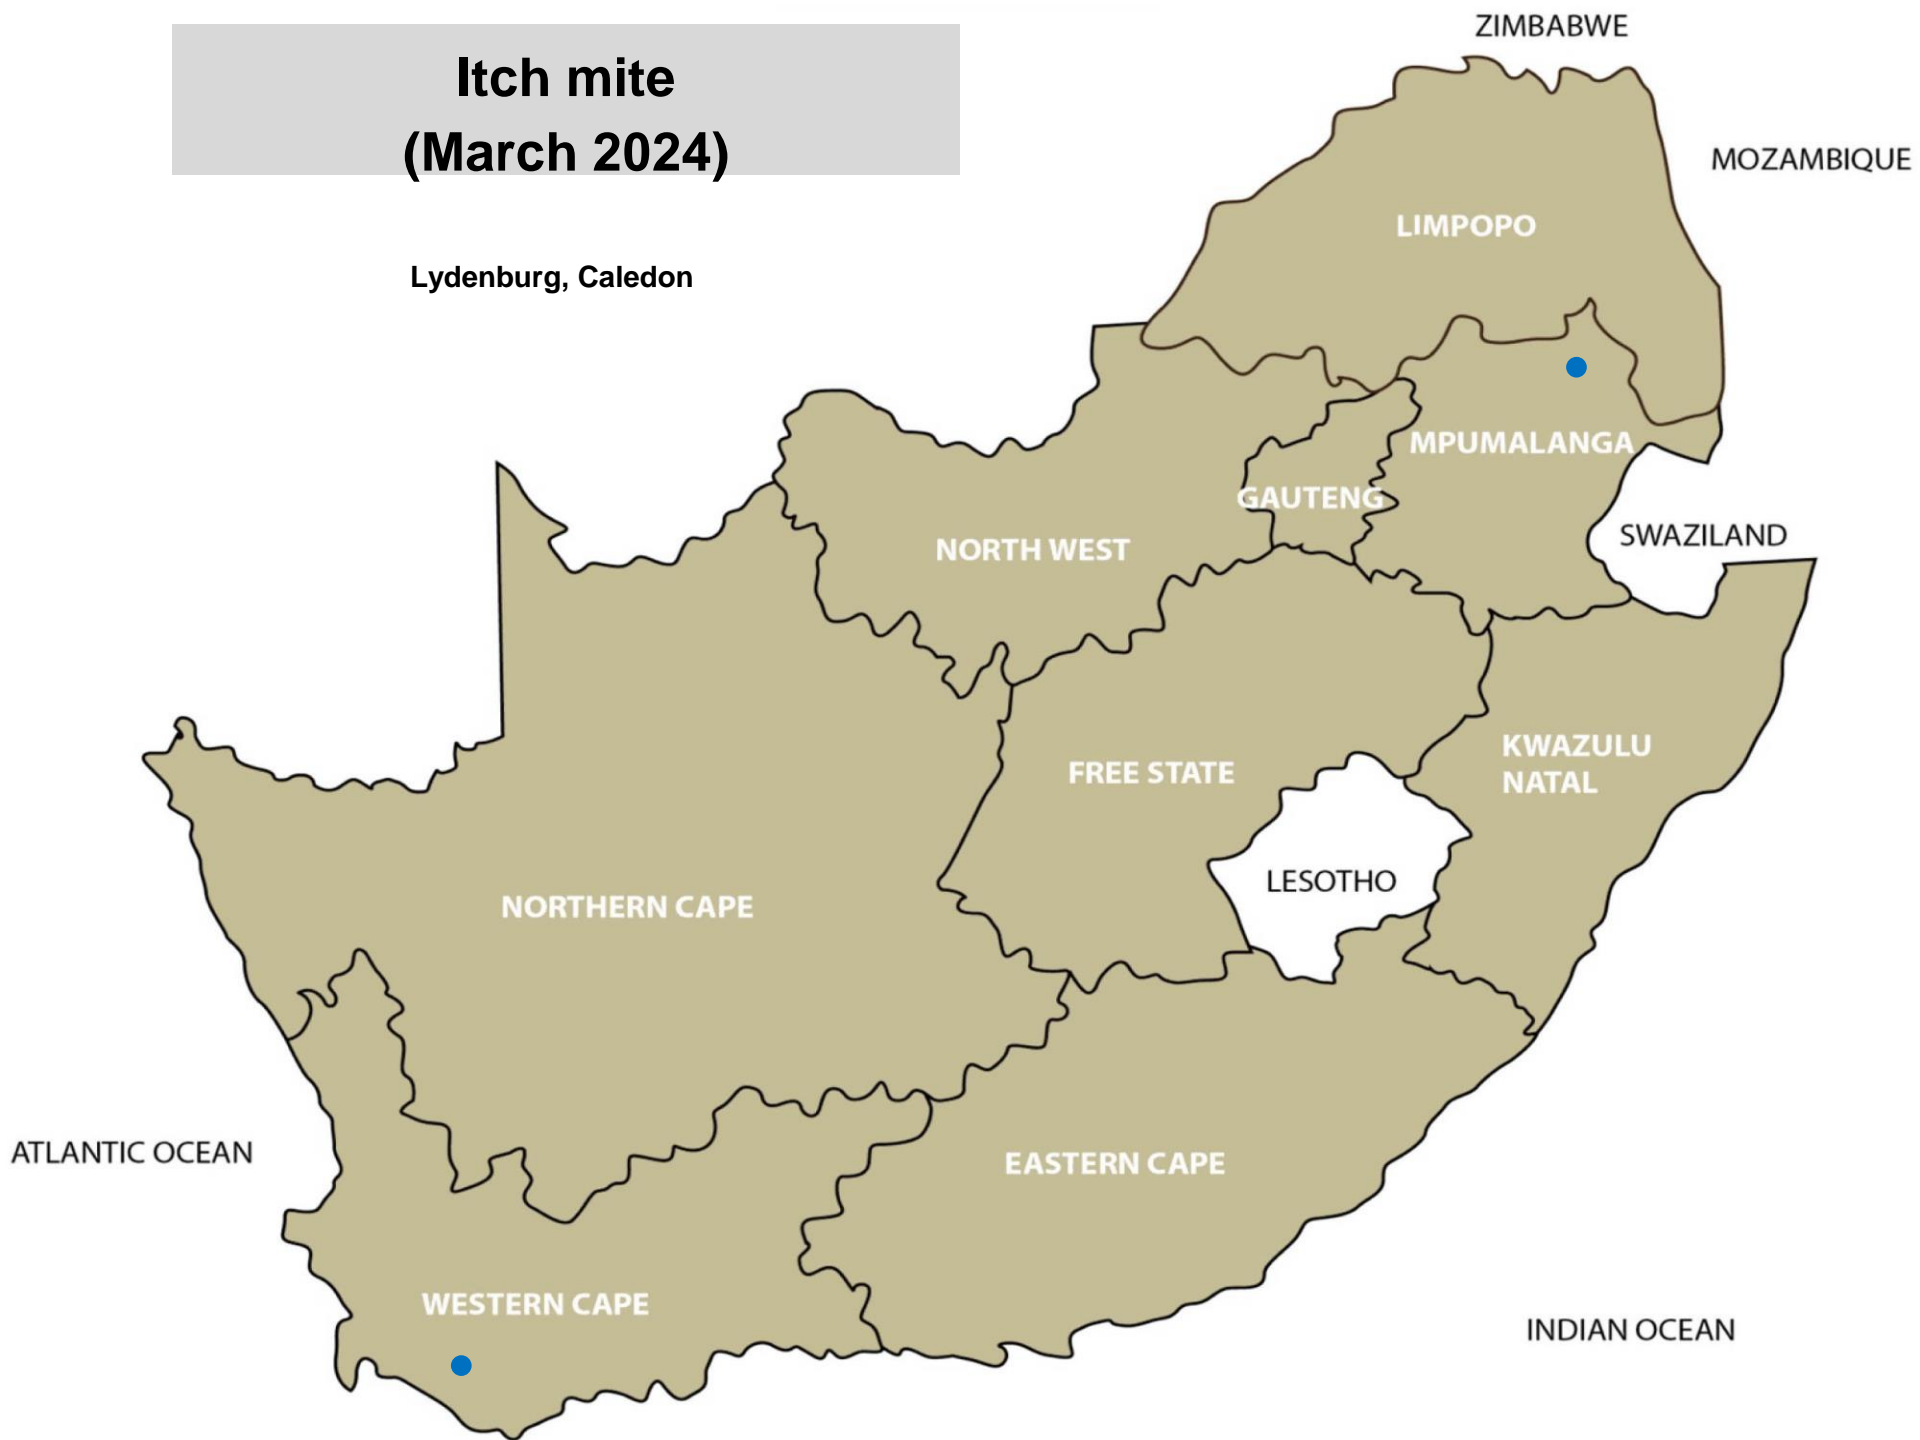 ZIMBABWE
Itch mite
(March 2024)
MOZAMBIQUE
LIMPOPO
Lydenburg, Caledon
MPUMALANGA
GAUTENG
SWAZILAND
NORTH WEST
KWAZULU
NATAL
FREE STATE
LESOTHO
NORTHERN CAPE
ATLANTIC OCEAN
EASTERN CAPE
WESTERN CAPE
INDIAN OCEAN